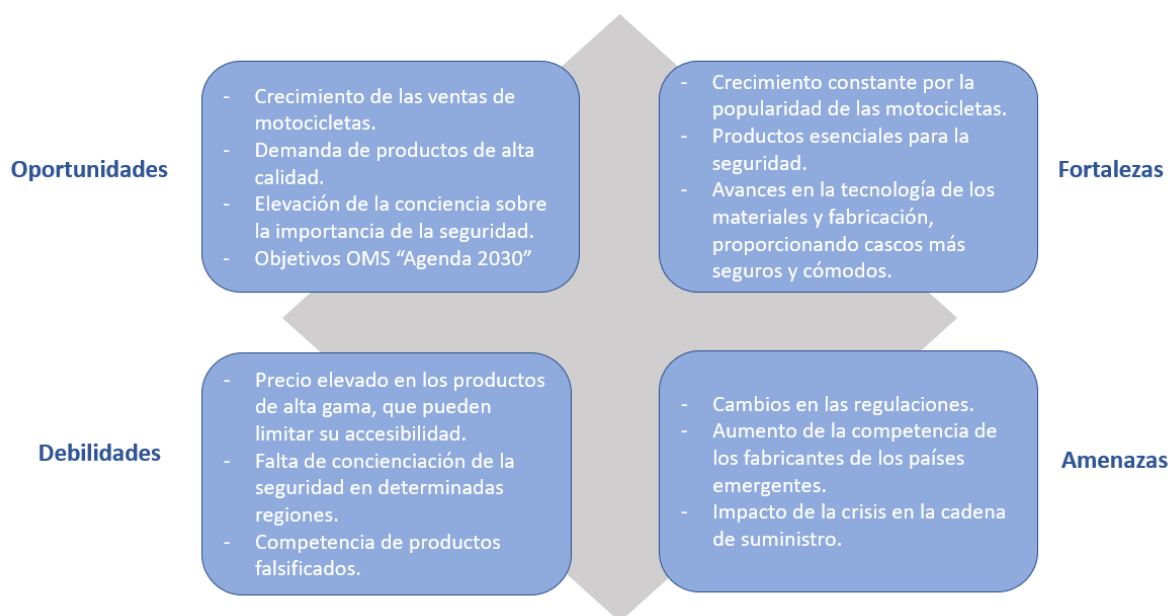 Oportunidades
- Crecimiento de las ventas de
motocicletas.
- Demanda de productos de alta
calidad.
- Elevación de la conciencia sobre
la importancia de la seguridad.
- Objetivos OMS “Agenda 2030”
- Crecimiento constante por la
popularidad de las motocicletas.
- Productos esenciales para la
seguridad.
- Avances en la tecnología de los
materiales y fabricación,
proporcionando cascos más
seguros y cómodos.
Fortalezas
Debilidades
- Precio elevado en los productos
de alta gama, que pueden
limitar su accesibilidad.
- Falta de concienciación de la
seguridad en determinadas
regiones.
- Competencia de productos
falsificados.
- Cambios en las regulaciones.
- Aumento de la competencia de
los fabricantes de los países
emergentes.
- Impacto de la crisis en la cadena
de suministro.
Amenazas